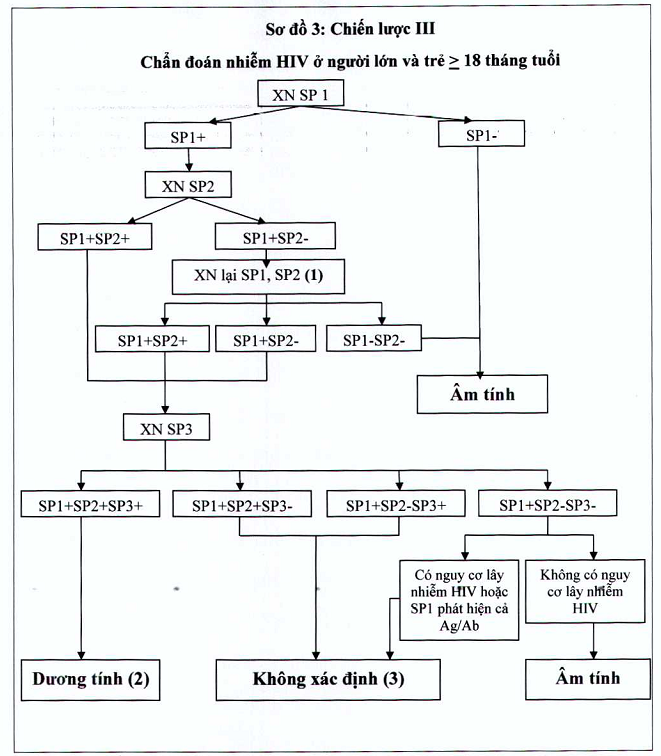 Sơ đồ 3: Chiến lược III
Chẩn đoán nhiễm HIV ở người lớn và trẻ ≥ 18 tháng tuổi
XN SP 1
SP1+
SP1-
XN SP2
SP1+SP2+
SP1+SP2-
XN lại SP1, SP2 (1)
SP1+SP2+
SP1+SP2-
SP1-SP2-
Âm tính
XN SP3
SP1+SP2+SP3+
SP1+SP2+SP3-
SP1+SP2-SP3+
SP1+SP2-SP3-
Có nguy cơ lây
nhiễm HIV hoặc
SP1 phát hiện cả
Ag/Ab
Không có nguy
cơ lây nhiễm
HIV
Dương tính (2)
Không xác định (3)
Âm tính